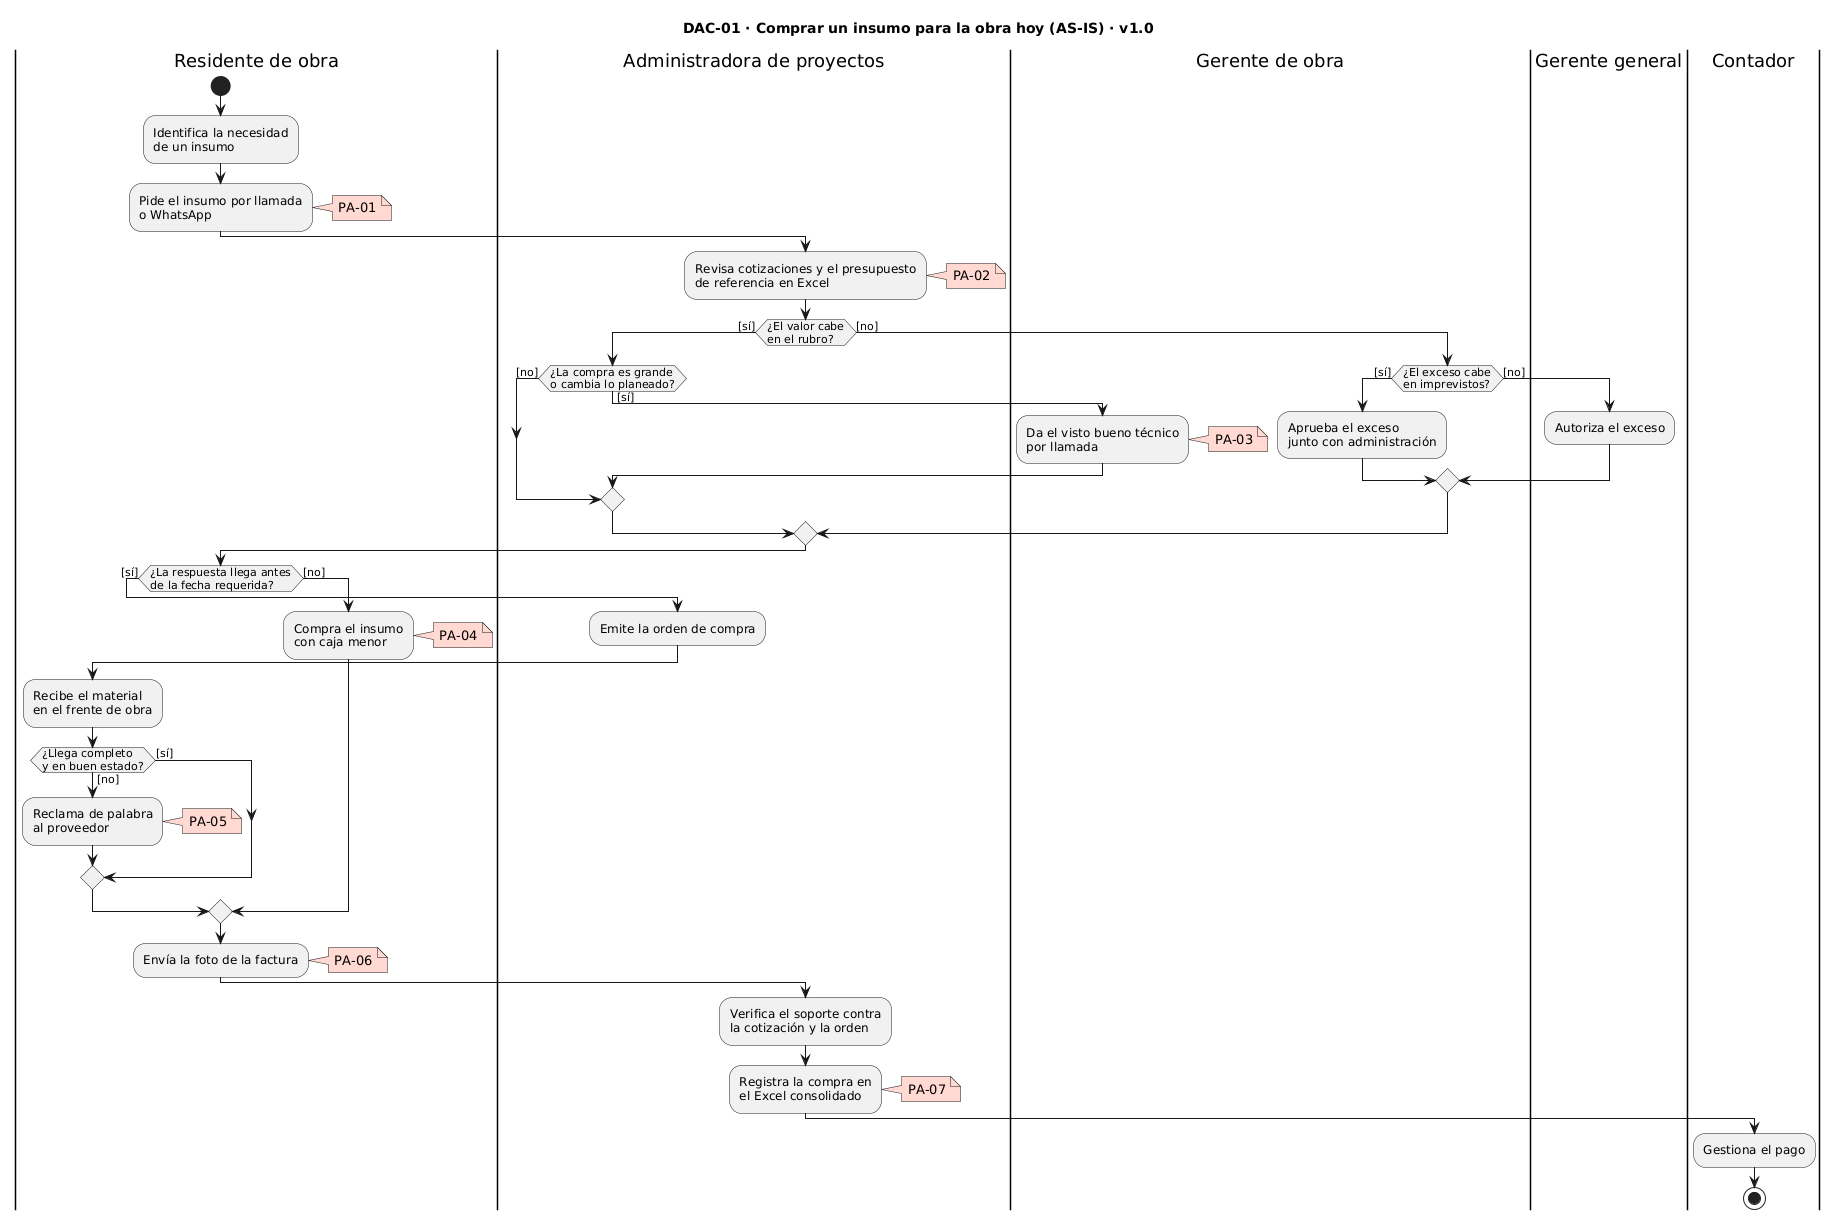 DAC-01 · Comprar un insumo para la obra hoy (AS-IS) · v1.0
Residente de obra
Administradora de proyectos
Gerente de obra
Gerente general
Contador
Identifica la necesidad
de un insumo
Pide el insumo por llamada
o WhatsApp
PA-01
Revisa cotizaciones y el presupuesto
de referencia en Excel
PA-02
[sí]
¿El valor cabe
en el rubro?
[no]
[no]
¿La compra es grande
o cambia lo planeado?
[sí]
[sí]
¿El exceso cabe
en imprevistos?
[no]
Da el visto bueno técnico
por llamada
PA-03
Aprueba el exceso
junto con administración
Autoriza el exceso
[sí]
¿La respuesta llega antes
de la fecha requerida?
[no]
Compra el insumo
con caja menor
PA-04
Emite la orden de compra
Recibe el material
en el frente de obra
¿Llega completo
y en buen estado?
[sí]
[no]
Reclama de palabra
al proveedor
PA-05
Envía la foto de la factura
PA-06
Verifica el soporte contra
la cotización y la orden
Registra la compra en
el Excel consolidado
PA-07
Gestiona el pago